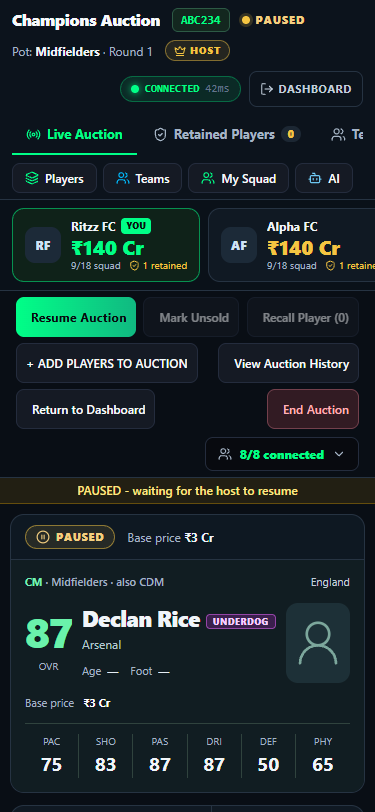 Champions Auction ABC234 PAUSED
Pot: Midfielders · Round 1 HOST
CONNECTED 42ms DASHBOARD
Live Auction Retained Players 0
Players Teams My Squad AI
RF Ritzz FC YOU ₹140 Cr 9/18 squad 1 retained
AF Alpha FC ₹140 Cr 9/18 squad 1 retaine
Resume Auction Mark Unsold Recall Player (0)
+ ADD PLAYERS TO AUCTION View Auction History
Return to Dashboard End Auction
8/8 connected
PAUSED - waiting for the host to resume
PAUSED Base price ₹3 Cr
CM · Midfielders · also CDM England
87 OVR
Declan Rice UNDERDOG
Arsenal
Age — Foot —
Base price ₹3 Cr
PAC SHO PAS DRI DEF PHY
75 83 87 87 50 65